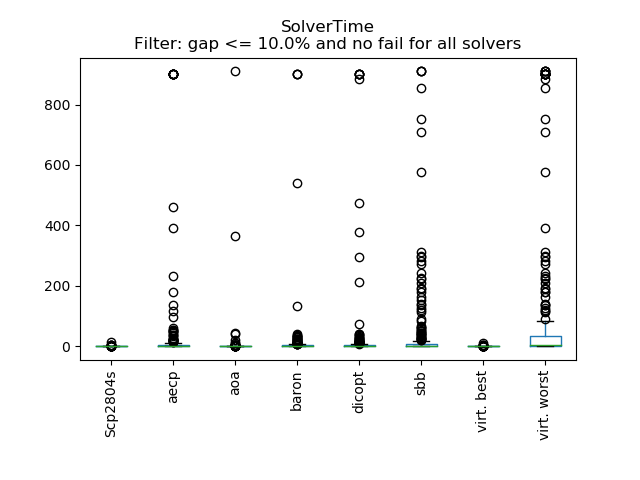 SolverTime
Filter: gap <= 10.0% and no fail for all solvers
800
600
400
200
0
Scp2804s
aecp
aoa
baron
dicopt
sbb
virt. best
virt. worst